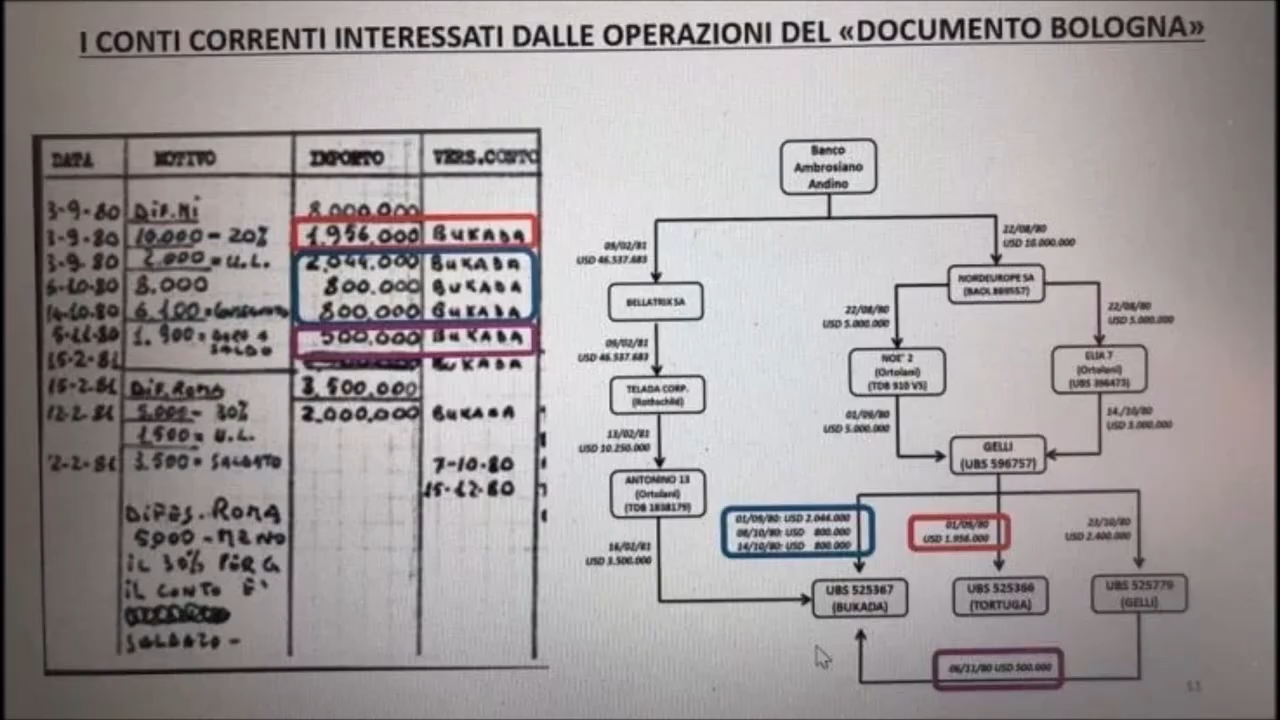 I CONTI CORRENTI INTERESSATI DALLE OPERAZIONI DEL «DOCUMENTO BOLOGNA»
DATA MOTIVO IMPORTO VERS.CONTO
3-9-80 DIF.MI 8.000.000
3-9-80 10.000 - 20% 1.956.000 BUKADA
3-9-80 2.000 = U.L. 2.044.000 BUKADA
8.000 800.000 BUKADA
14-10-80 6.100 = 800.000 BUKADA
1.900 = 500.000 BUKADA
SALDO
15-2-81 BUKADA
15-2-81 DIF.ROMA 3.500.000
12-2-81 5.000 - 30% 2.000.000 BUKADA
1500 = U.L.
2-2-81 3.500 = SALDATO 7-10-80
15-12-80
DIFES. ROMA
5000 - MENO
IL 30% PER G
IL CONTO E'
SALDATO -
Banco
Ambrosiano
Andino
09/02/81
USD 46.537.683
22/08/80
USD 10.000.000
BELLATRIX SA
NORDEUROPE SA
09/02/81
USD 46.537.683
22/08/80
USD 5.000.000
22/08/80
USD 5.000.000
TELADA CORP.
(Rothschild)
NOE' 2
(Ortolani)
(TDB 910 VS)
ELIA 7
(Ortolani)
(UBS 396473)
13/02/81
USD 10.250.000
01/09/80
USD 5.000.000
14./10/80
USD 3.000.000
ANTONINO 13
(Ortolani)
(TDB 1838179)
GELLI
(UBS 596757)
16/02/81
USD 3.500.000
01/09/80: USD 2.044.000
08/10/80: USD 800.000
14/10/80: USD 800.000
01/09/80
USD 1.956.000
23/10/80
USD 2.400.000
UBS 525367
(BUKADA)
UBS 525366
(TORTUGA)
UBS 525779
(GELLI)
06/11/80 USD 500.000